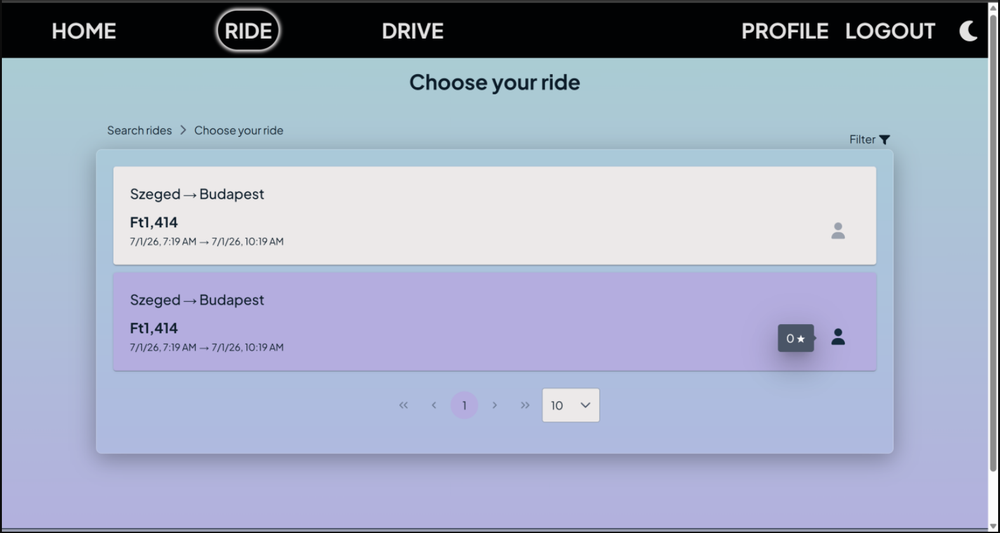 HOME RIDE DRIVE PROFILE LOGOUT
Choose your ride
Search rides > Choose your ride
Filter
Szeged → Budapest
Ft1,414
7/1/26, 7:19 AM → 7/1/26, 10:19 AM
Szeged → Budapest
Ft1,414
7/1/26, 7:19 AM → 7/1/26, 10:19 AM
0 ★
« ‹ 1 › » 10